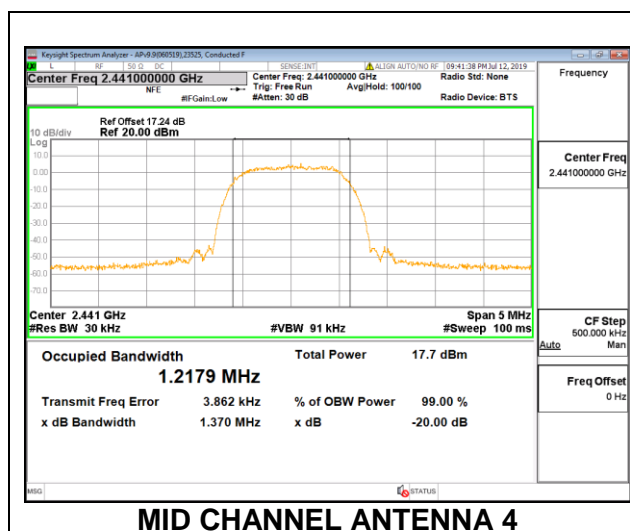 Keysight Spectrum Analyzer - APv9.9(060519),23525, Conducted F
L RF 50 Ω DC SENSE:INT ALIGN AUTO/NO RF 09:41:38 PM Jul 12, 2019
Center Freq 2.441000000 GHz
NFE
#IFGain:Low
Center Freq: 2.441000000 GHz
Trig: Free Run Avg|Hold: 100/100
#Atten: 30 dB
Radio Std: None
Radio Device: BTS
Frequency
Ref Offset 17.24 dB
10 dB/div Ref 20.00 dBm
Log
10.0
0.00
-10.0
-20.0
-30.0
-40.0
-50.0
-60.0
-70.0
Center Freq
2.441000000 GHz
Center 2.441 GHz Span 5 MHz
#Res BW 30 kHz #VBW 91 kHz #Sweep 100 ms
CF Step
500.000 kHz
Auto Man
Freq Offset
0 Hz
Occupied Bandwidth Total Power 17.7 dBm
1.2179 MHz
Transmit Freq Error 3.862 kHz % of OBW Power 99.00 %
x dB Bandwidth 1.370 MHz x dB -20.00 dB
MSG STATUS
MID CHANNEL ANTENNA 4